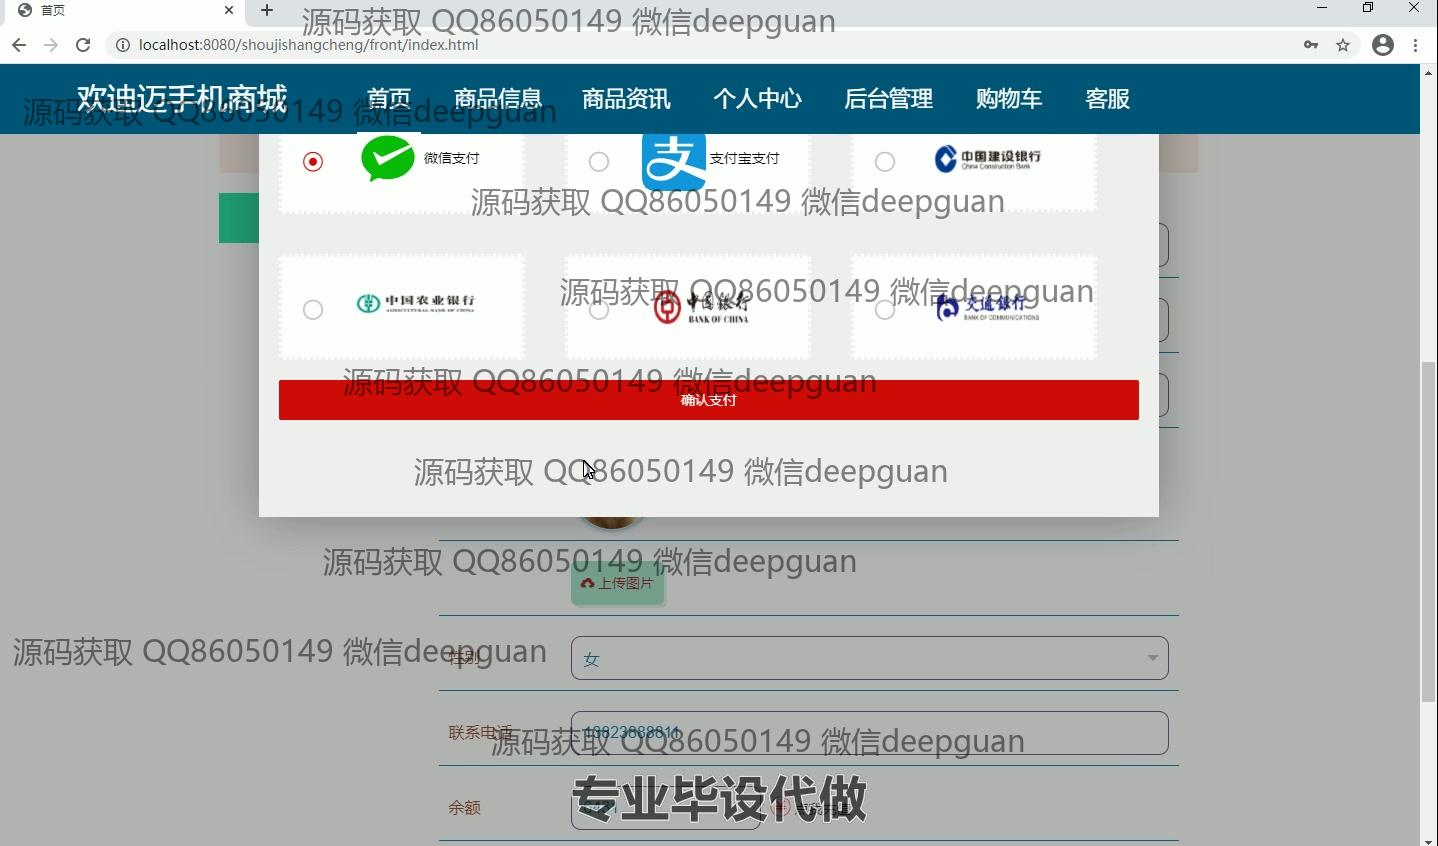 首页
源码获取 QQ86050149 微信deepguan
localhost:8080/shoujishangcheng/front/index.html
欢迪迈手机商城
首页
商品信息
商品资讯
个人中心
后台管理
购物车
客服
源码获取 QQ86050149 微信deepguan
微信支付
支
支付宝支付
中国建设银行
China Construction Bank
源码获取 QQ86050149 微信deepguan
源码获取 QQ86050149 微信deepguan
中国农业银行
AGRICULTURAL BANK OF CHINA
中国银行
BANK OF CHINA
交通银行
BANK OF COMMUNICATIONS
源码获取 QQ86050149 微信deepguan
确认支付
源码获取 QQ86050149 微信deepguan
源码获取 QQ86050149 微信deepguan
上传图片
源码获取 QQ86050149 微信deepguan
性别
女
联系电话
13823888811
源码获取 QQ86050149 微信deepguan
专业毕设代做
余额